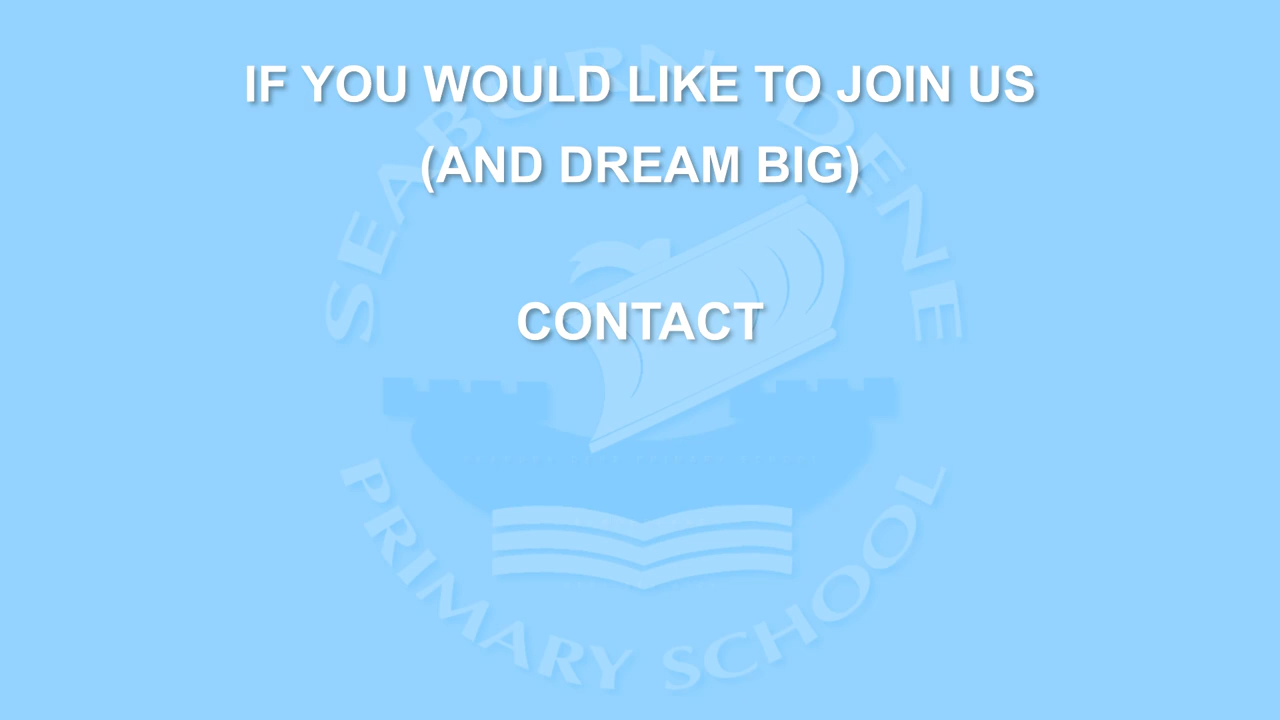 IF YOU WOULD LIKE TO JOIN US
(AND DREAM BIG)
CONTACT
SEABURN DENE
PRIMARY SCHOOL